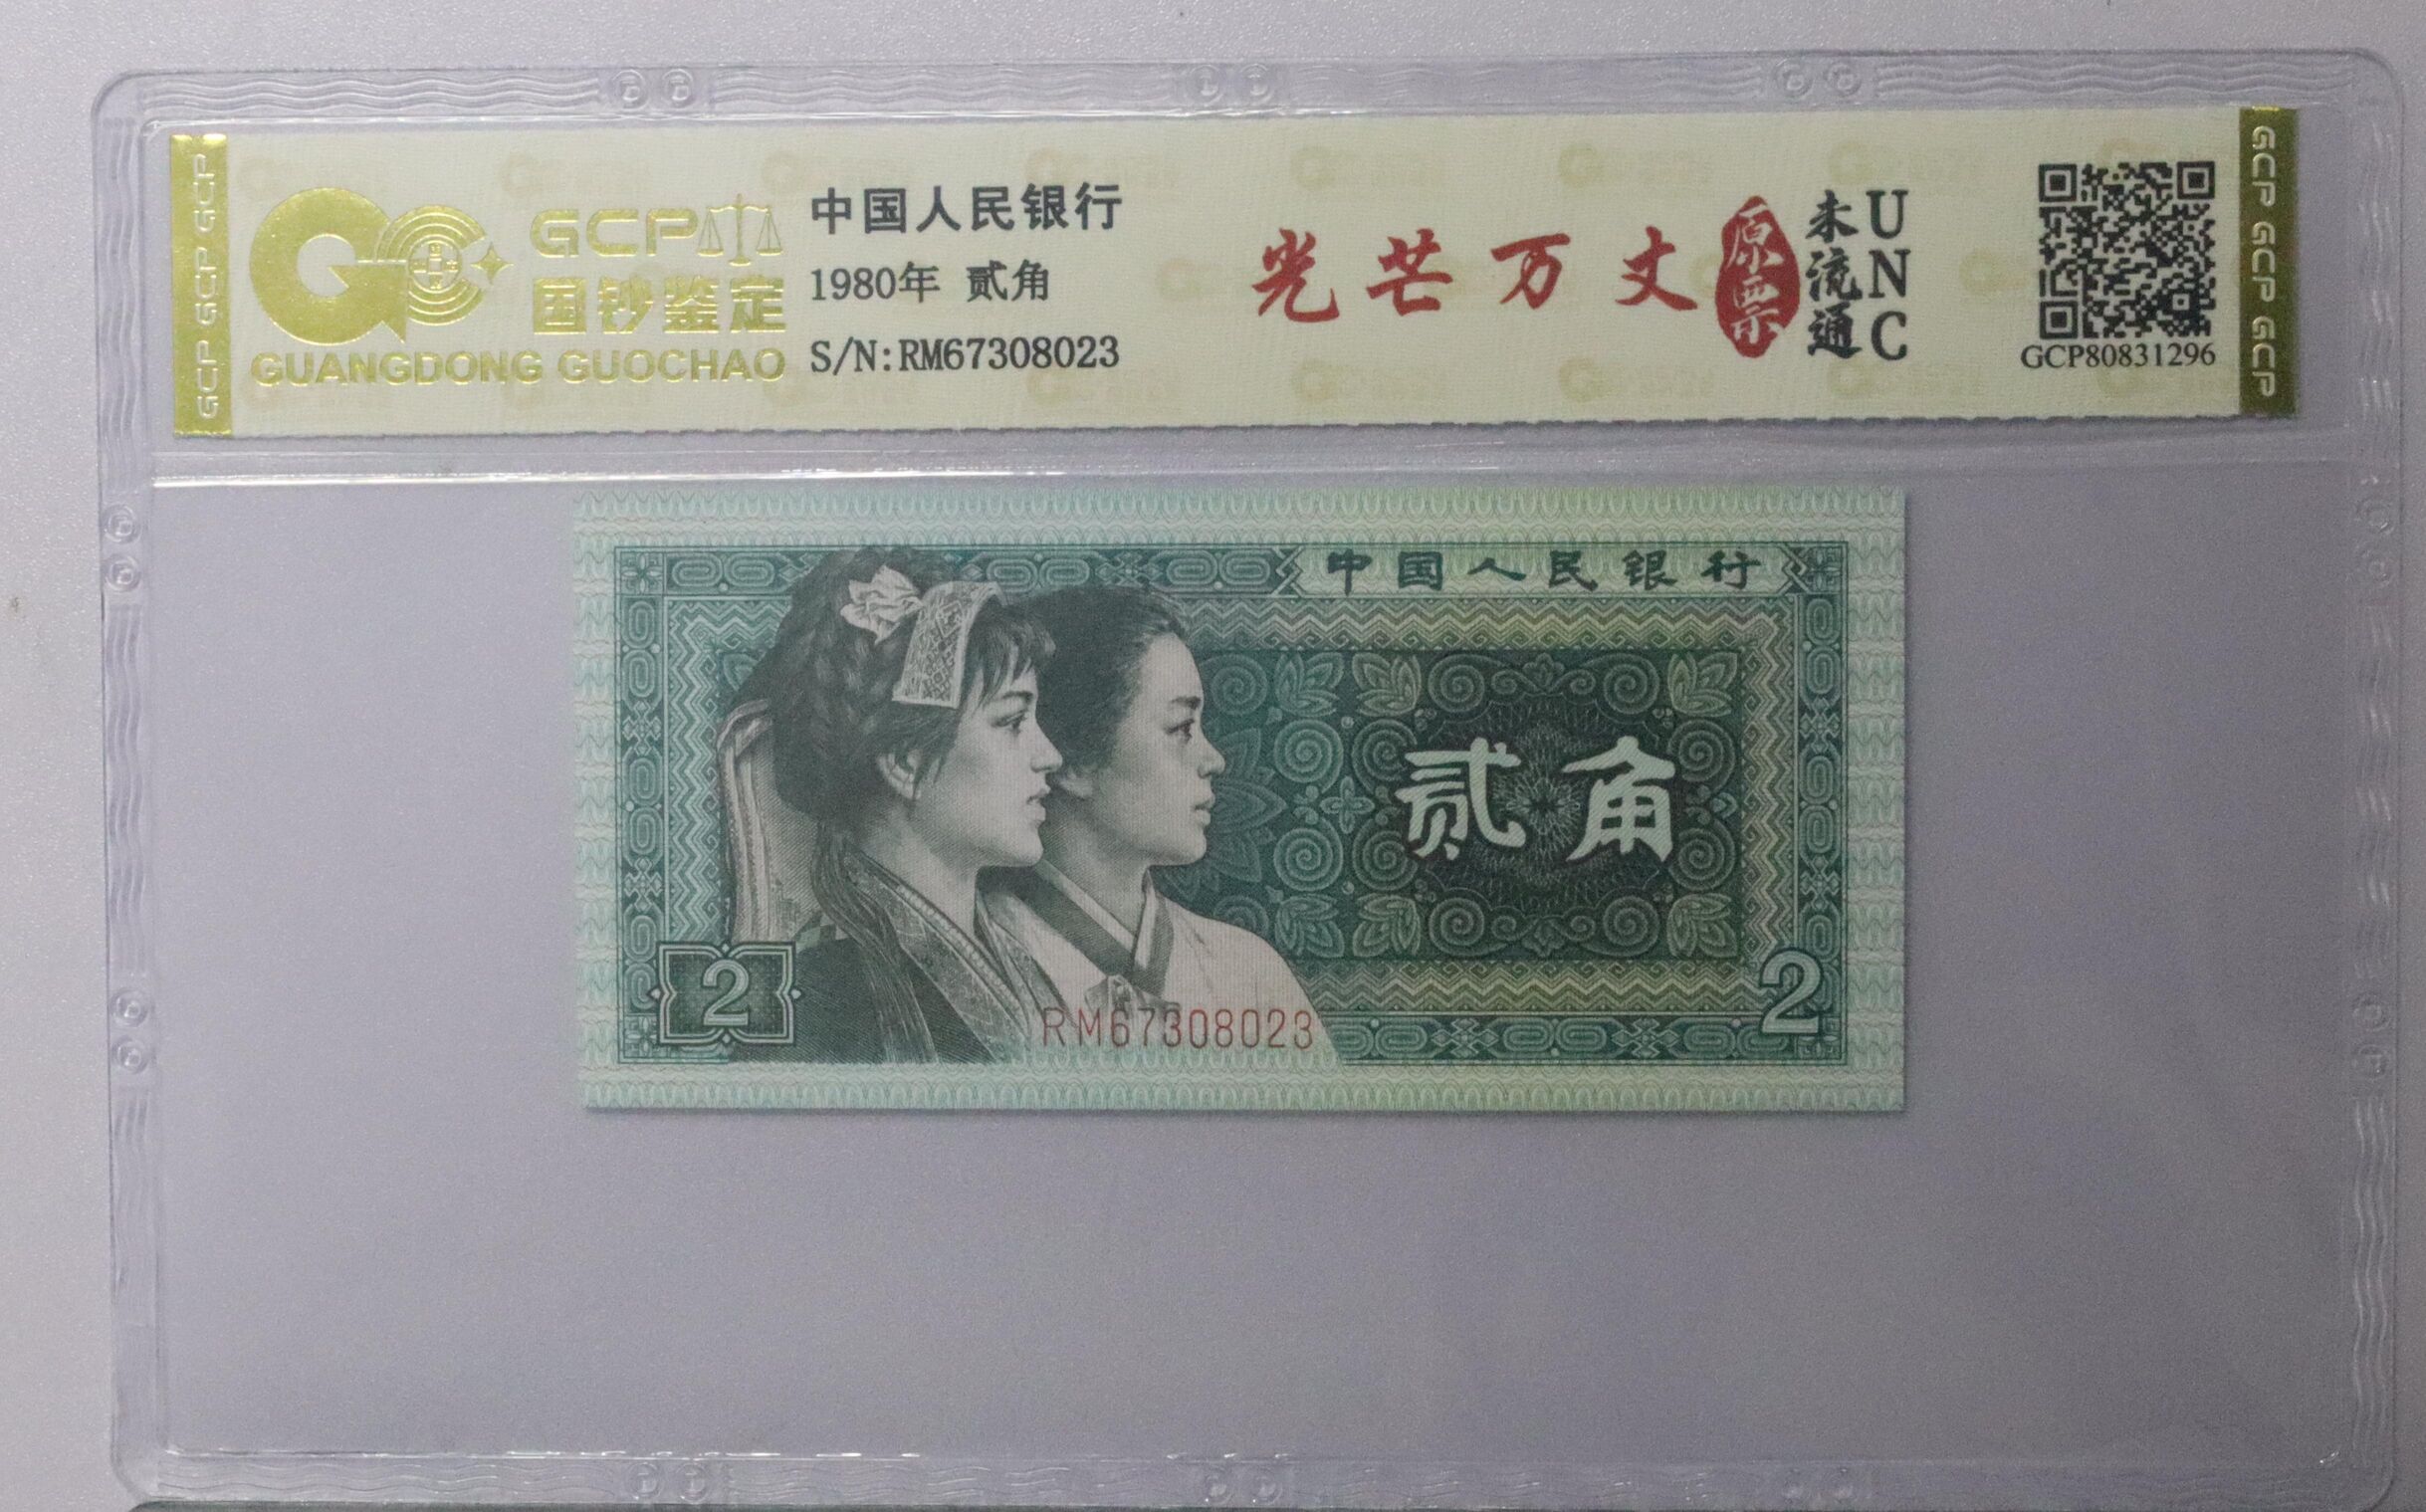 GCP GCP GCP
GCP
国钞鉴定
GUANGDONG GUOCHAO
中国人民银行
1980年 贰角
S/N:RM67308023
光芒万丈
原票
未流通
UNC
GCP80831296
GCP GCP GCP
中国人民银行
贰角
2
RM67308023
2